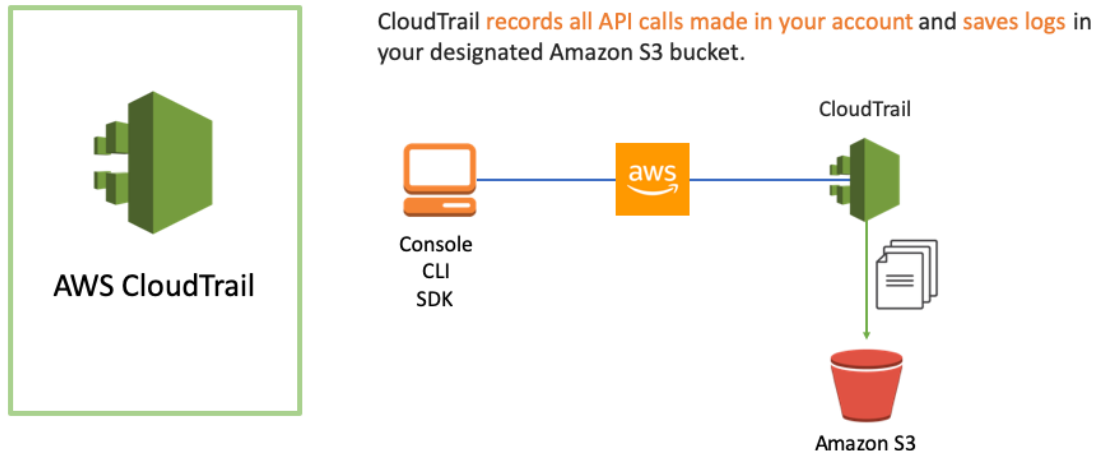 CloudTrail records all API calls made in your account and saves logs in
your designated Amazon S3 bucket.
AWS CloudTrail
CloudTrail
aws
Console
CLI
SDK
Amazon S3